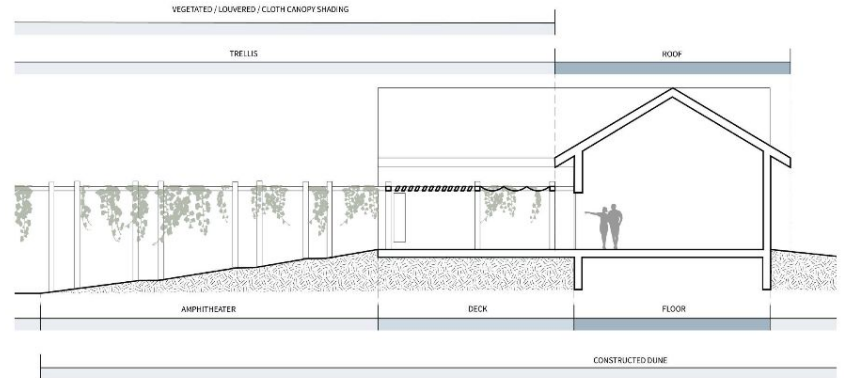 VEGETATED / LOUVERED / CLOTH CANOPY SHADING
TRELLIS
ROOF
AMPHITHEATER
DECK
FLOOR
CONSTRUCTED DUNE